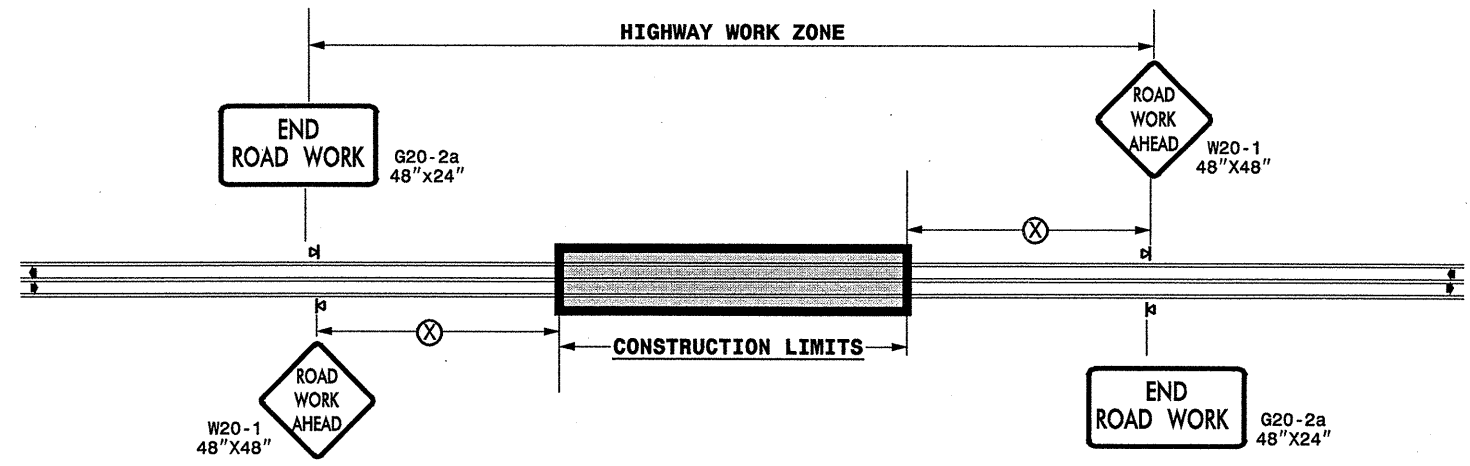 HIGHWAY WORK ZONE
END
ROAD WORK
G20-2a
48"x24"
ROAD
WORK
AHEAD
W20-1
48"X48"
X
X
CONSTRUCTION LIMITS
ROAD
WORK
AHEAD
W20-1
48"X48"
END
ROAD WORK
G20-2a
48"X24"